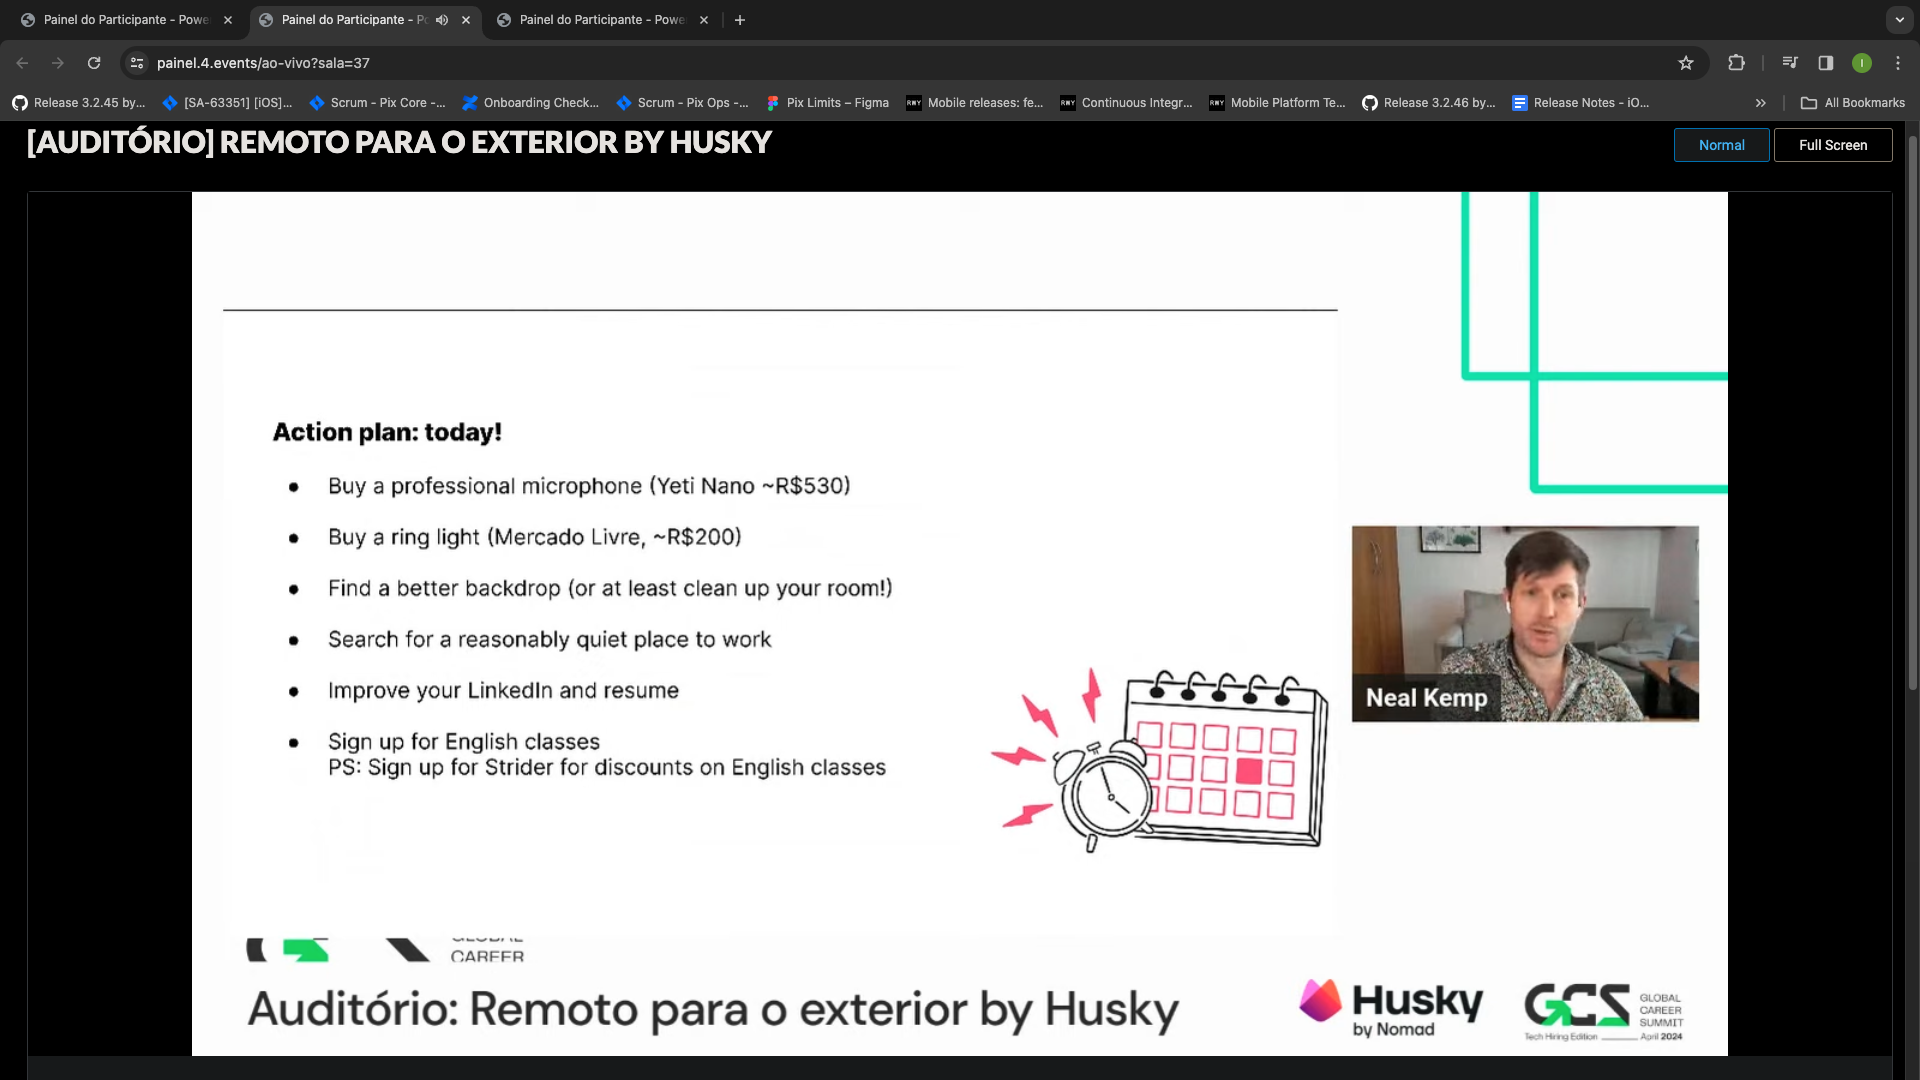 Painel do Participante - Powe
Painel do Participante - Po
Painel do Participante - Powe
painel.4.events/ao-vivo?sala=37
I
Release 3.2.45 by...
[SA-63351] [iOS]...
Scrum - Pix Core -...
Onboarding Check...
Scrum - Pix Ops -...
Pix Limits – Figma
Mobile releases: fe...
Continuous Integr...
Mobile Platform Te...
Release 3.2.46 by...
Release Notes - iO...
All Bookmarks
[AUDITÓRIO] REMOTO PARA O EXTERIOR BY HUSKY
Normal
Full Screen
Action plan: today!
● Buy a professional microphone (Yeti Nano ~R$530)
● Buy a ring light (Mercado Livre, ~R$200)
● Find a better backdrop (or at least clean up your room!)
● Search for a reasonably quiet place to work
● Improve your LinkedIn and resume
● Sign up for English classes
PS: Sign up for Strider for discounts on English classes
Neal Kemp
GLOBAL
CAREER
Auditório: Remoto para o exterior by Husky
Husky
by Nomad
GCS
GLOBAL
CAREER
SUMMIT
Tech Hiring Edition
April 2024